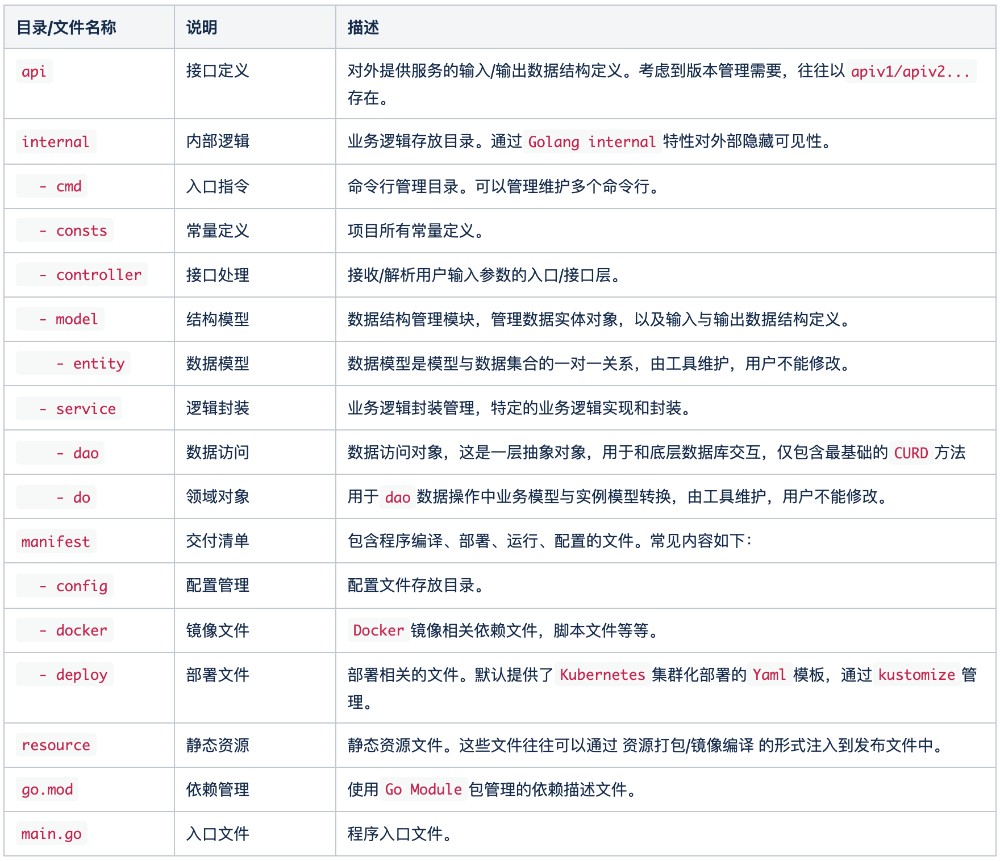 目录/文件名称 说明 描述
api 接口定义 对外提供服务的输入/输出数据结构定义。考虑到版本管理需要，往往以 apiv1/apiv2...
存在。
internal 内部逻辑 业务逻辑存放目录。通过 Golang internal 特性对外部隐藏可见性。
- cmd 入口指令 命令行管理目录。可以管理维护多个命令行。
- consts 常量定义 项目所有常量定义。
- controller 接口处理 接收/解析用户输入参数的入口/接口层。
- model 结构模型 数据结构管理模块，管理数据实体对象，以及输入与输出数据结构定义。
- entity 数据模型 数据模型是模型与数据集合的一对一关系，由工具维护，用户不能修改。
- service 逻辑封装 业务逻辑封装管理，特定的业务逻辑实现和封装。
- dao 数据访问 数据访问对象，这是一层抽象对象，用于和底层数据库交互，仅包含最基础的 CURD 方法
- do 领域对象 用于 dao 数据操作中业务模型与实例模型转换，由工具维护，用户不能修改。
manifest 交付清单 包含程序编译、部署、运行、配置的文件。常见内容如下：
- config 配置管理 配置文件存放目录。
- docker 镜像文件 Docker 镜像相关依赖文件，脚本文件等等。
- deploy 部署文件 部署相关的文件。默认提供了 Kubernetes 集群化部署的 Yaml 模板，通过 kustomize 管
理。
resource 静态资源 静态资源文件。这些文件往往可以通过 资源打包/镜像编译 的形式注入到发布文件中。
go.mod 依赖管理 使用 Go Module 包管理的依赖描述文件。
main.go 入口文件 程序入口文件。